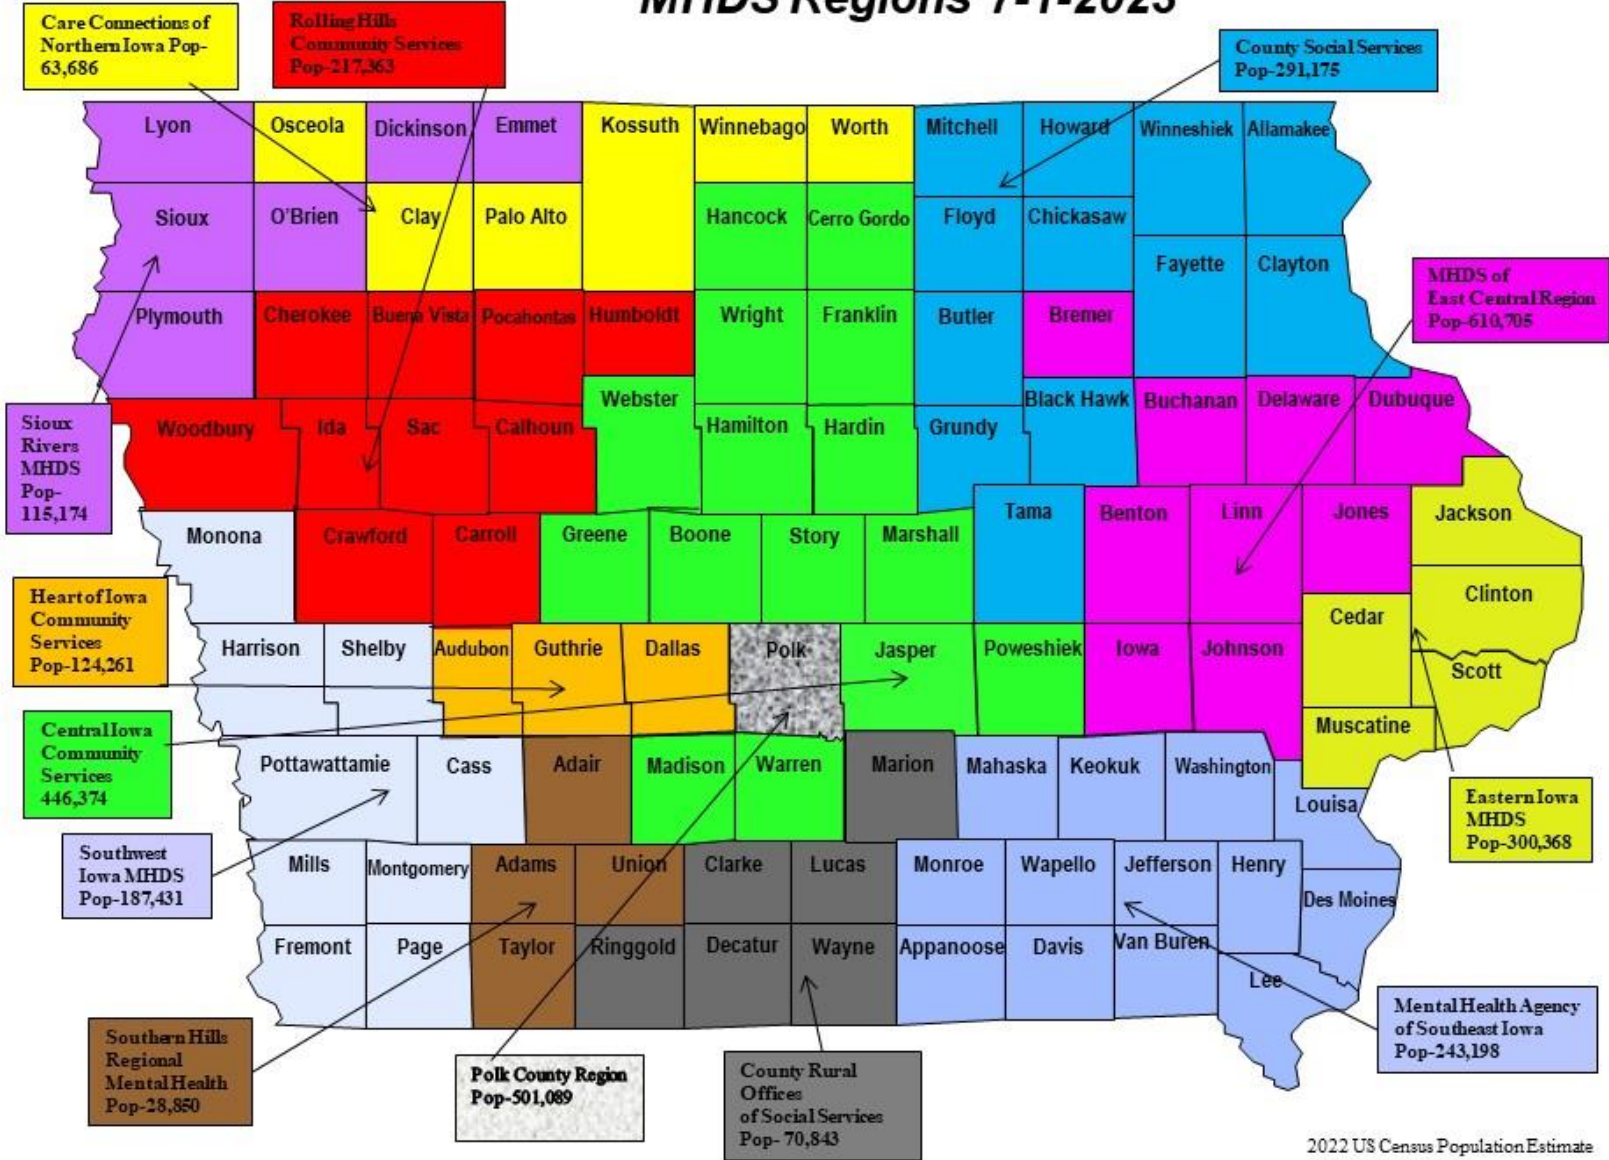 MHDS Regions 7-1-2023
Care Connections of
Northern Iowa Pop-
63,686
Rolling Hills
Community Services
Pop-217,363
County Social Services
Pop-291,175
Lyon
Osceola
Dickinson
Emmet
Kossuth
Winnebago
Worth
Mitchell
Howard
Winneshiek
Allamakee
Sioux
O'Brien
Clay
Palo Alto
Hancock
Cerro Gordo
Floyd
Chickasaw
Fayette
Clayton
MHDS of
East Central Region
Pop-610,705
Plymouth
Cherokee
Buena Vista
Pocahontas
Humboldt
Wright
Franklin
Butler
Bremer
Sioux
Rivers
MHDS
Pop-
115,174
Woodbury
Ida
Sac
Calhoun
Webster
Hamilton
Hardin
Grundy
Black Hawk
Buchanan
Delaware
Dubuque
Monona
Crawford
Carroll
Greene
Boone
Story
Marshall
Tama
Benton
Linn
Jones
Jackson
Heart of Iowa
Community
Services
Pop-124,261
Harrison
Shelby
Audubon
Guthrie
Dallas
Polk
Jasper
Poweshiek
Iowa
Johnson
Cedar
Clinton
Scott
Central Iowa
Community
Services
446,374
Pottawattamie
Cass
Adair
Madison
Warren
Marion
Mahaska
Keokuk
Washington
Muscatine
Louisa
Eastern Iowa
MHDS
Pop-300,368
Southwest
Iowa MHDS
Pop-187,431
Mills
Montgomery
Adams
Union
Clarke
Lucas
Monroe
Wapello
Jefferson
Henry
Des Moines
Fremont
Page
Taylor
Ringgold
Decatur
Wayne
Appanoose
Davis
Van Buren
Lee
Southern Hills
Regional
Mental Health
Pop-28,850
Polk County Region
Pop-501,089
County Rural
Offices
of Social Services
Pop- 70,843
Mental Health Agency
of Southeast Iowa
Pop-243,198
2022 US Census Population Estimate